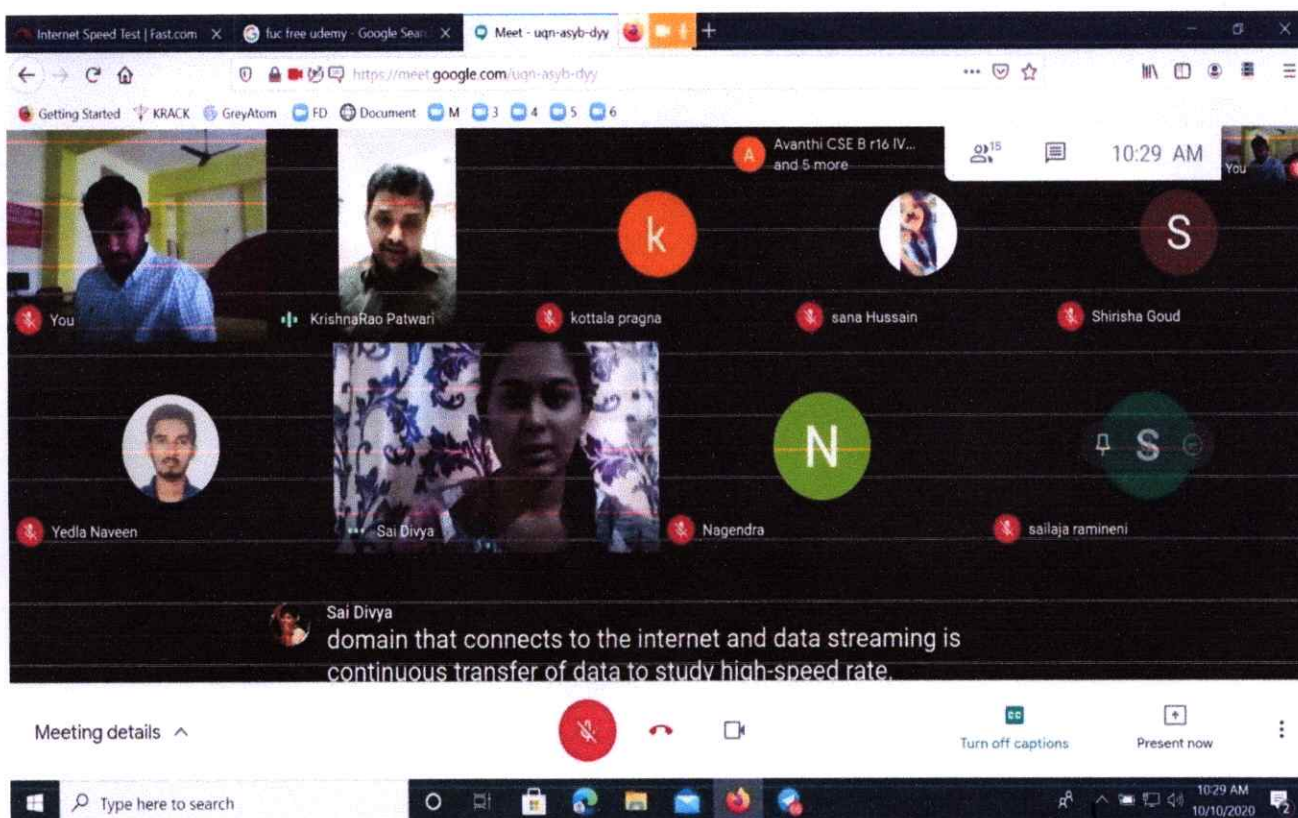 Internet Speed Test | Fast.com
fuc free udemy - Google Sear
Meet - uqn-asyb-dyy
https://meet.google.com/uqn-asyb-dyy
Getting Started KRACK GreyAtom FD Document M 3 4 5 6
A
Avanthi CSE B r16 IV...
and 5 more
15
10:29 AM
You
k
S
You
KrishnaRao Patwari
kottala pragna
sana Hussain
Shirisha Goud
N
S
Yedla Naveen
Sai Divya
Nagendra
sailaja ramineni
Sai Divya
domain that connects to the internet and data streaming is
continuous transfer of data to study high-speed rate.
Meeting details
CC
Turn off captions
Present now
Type here to search
10:29 AM
10/10/2020
2